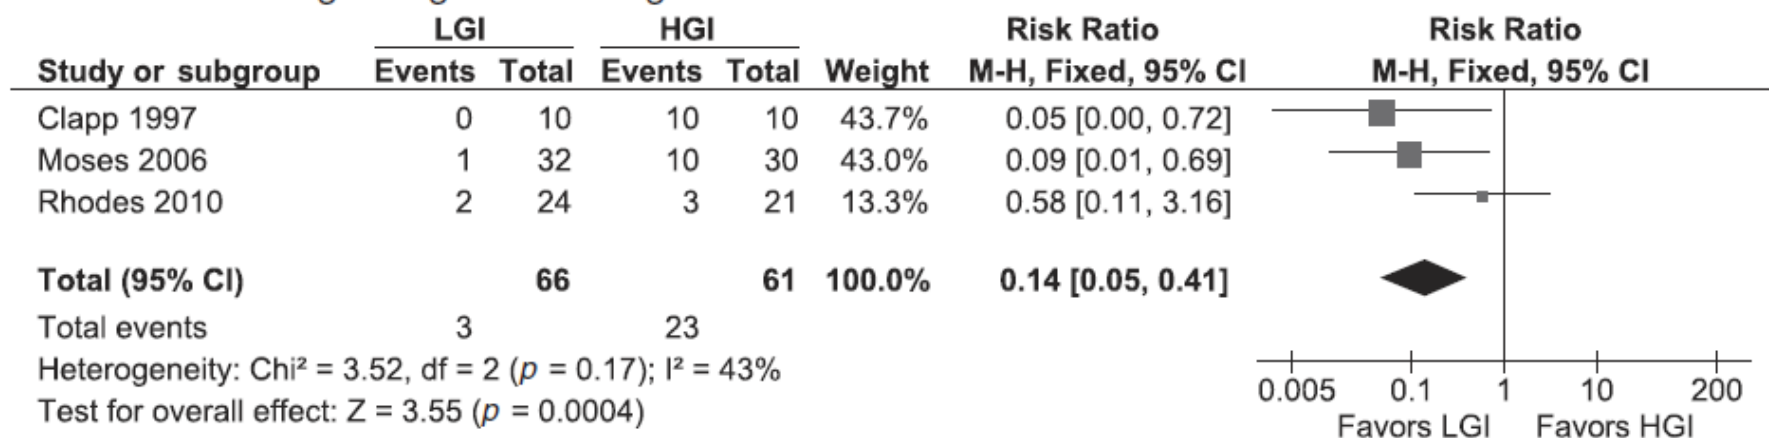 LGI HGI Risk Ratio Risk Ratio
Study or subgroup Events Total Events Total Weight M-H, Fixed, 95% CI M-H, Fixed, 95% CI
Clapp 1997 0 10 10 10 43.7% 0.05 [0.00, 0.72]
Moses 2006 1 32 10 30 43.0% 0.09 [0.01, 0.69]
Rhodes 2010 2 24 3 21 13.3% 0.58 [0.11, 3.16]
Total (95% CI) 66 61 100.0% 0.14 [0.05, 0.41]
Total events 3 23
Heterogeneity: Chi² = 3.52, df = 2 (p = 0.17); I² = 43%
Test for overall effect: Z = 3.55 (p = 0.0004)
0.005 0.1 1 10 200
Favors LGI Favors HGI